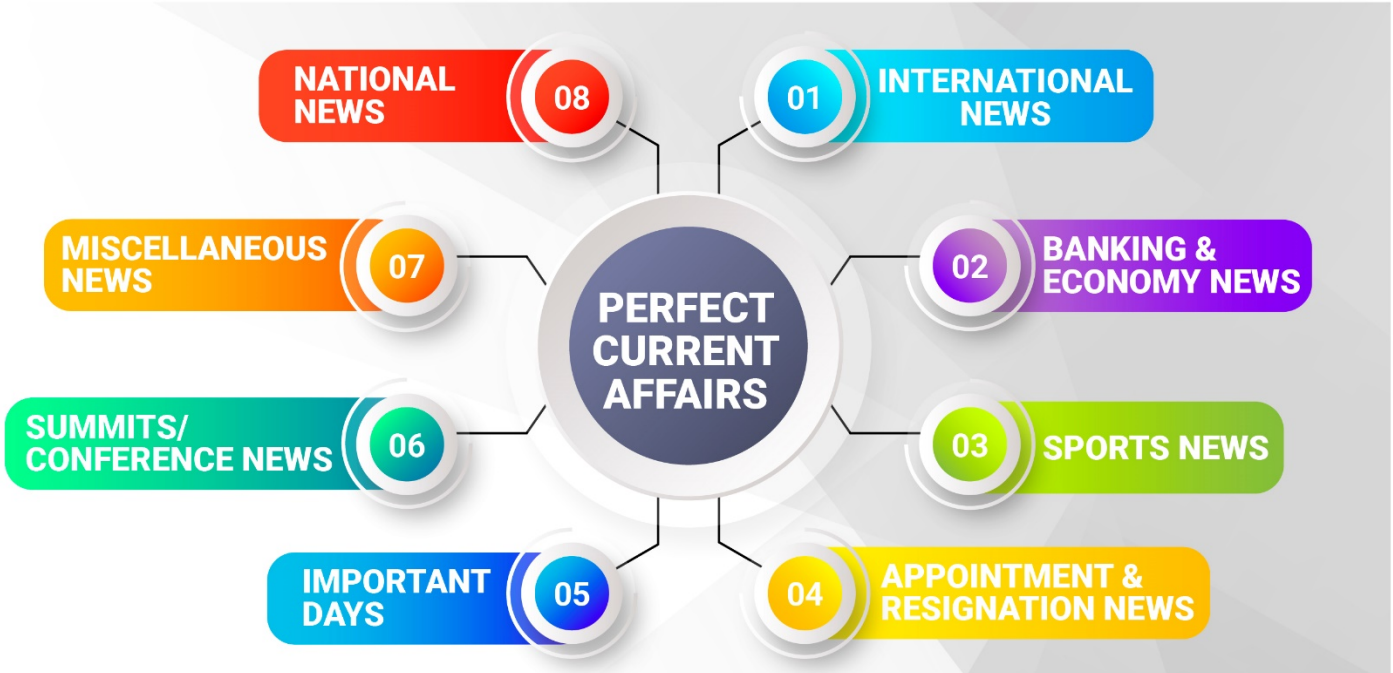 PERFECT
CURRENT
AFFAIRS
01
INTERNATIONAL
NEWS
02
BANKING &
ECONOMY NEWS
03
SPORTS NEWS
04
APPOINTMENT &
RESIGNATION NEWS
05
IMPORTANT
DAYS
06
SUMMITS/
CONFERENCE NEWS
07
MISCELLANEOUS
NEWS
08
NATIONAL
NEWS